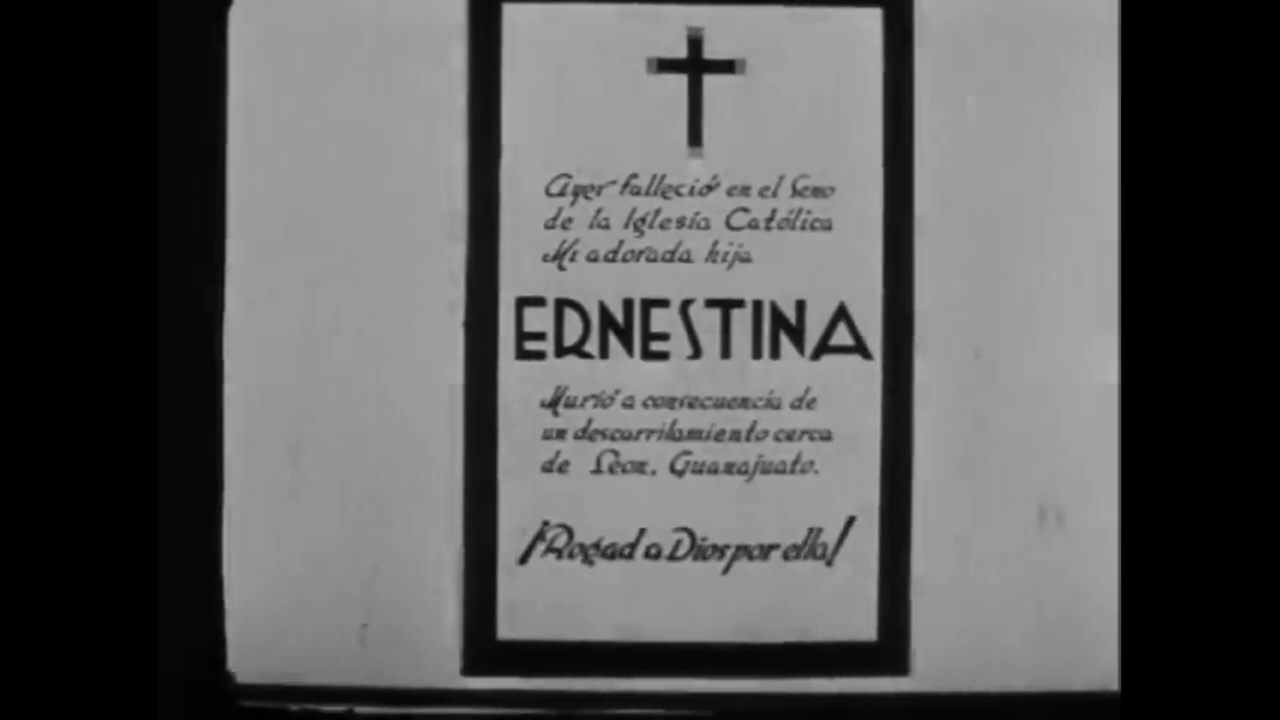 Ayer falleció en el Seno
de la Iglesia Católica
Mi adorada hija
ERNESTINA
Murió a consecuencia de
un descarrilamiento cerca
de Lèon, Guanajuato.
¡Rogad a Dios por ella!